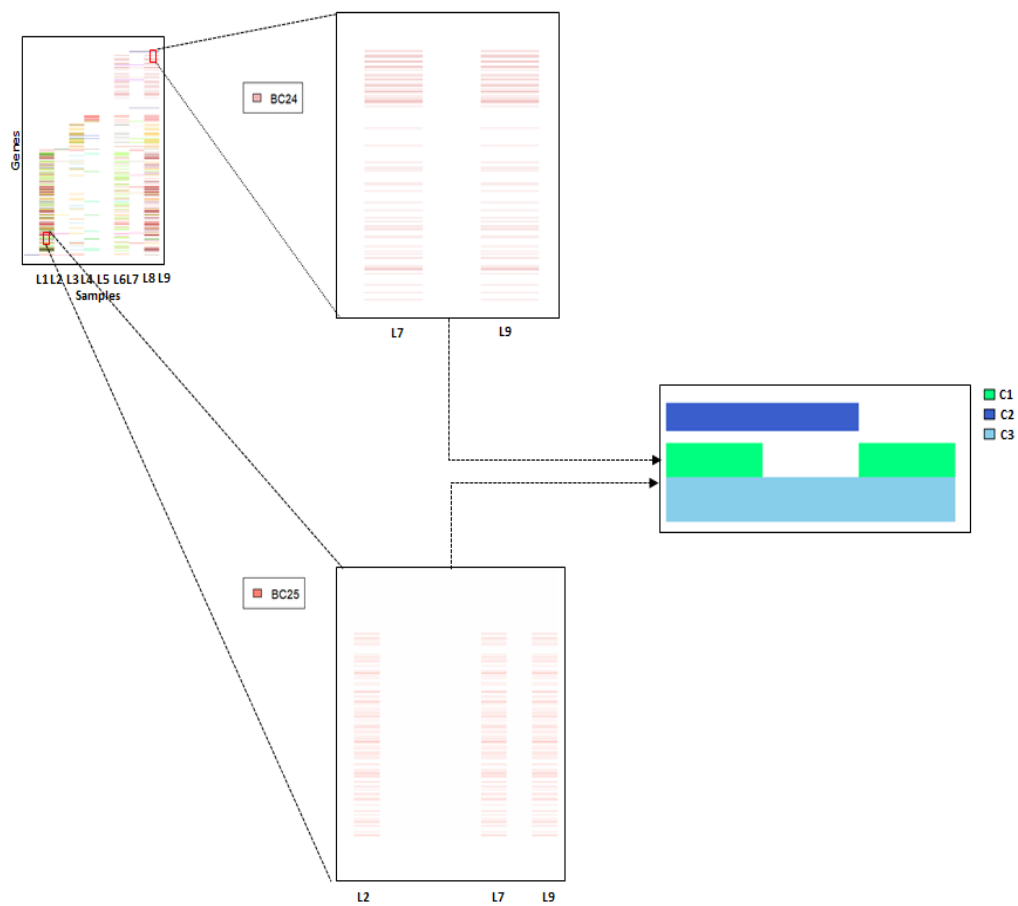 BC24
Genes
L1 L2 L3 L4 L5 L6 L7 L8 L9
Samples
L7 L9
C1
C2
C3
BC25
L2 L7 L9